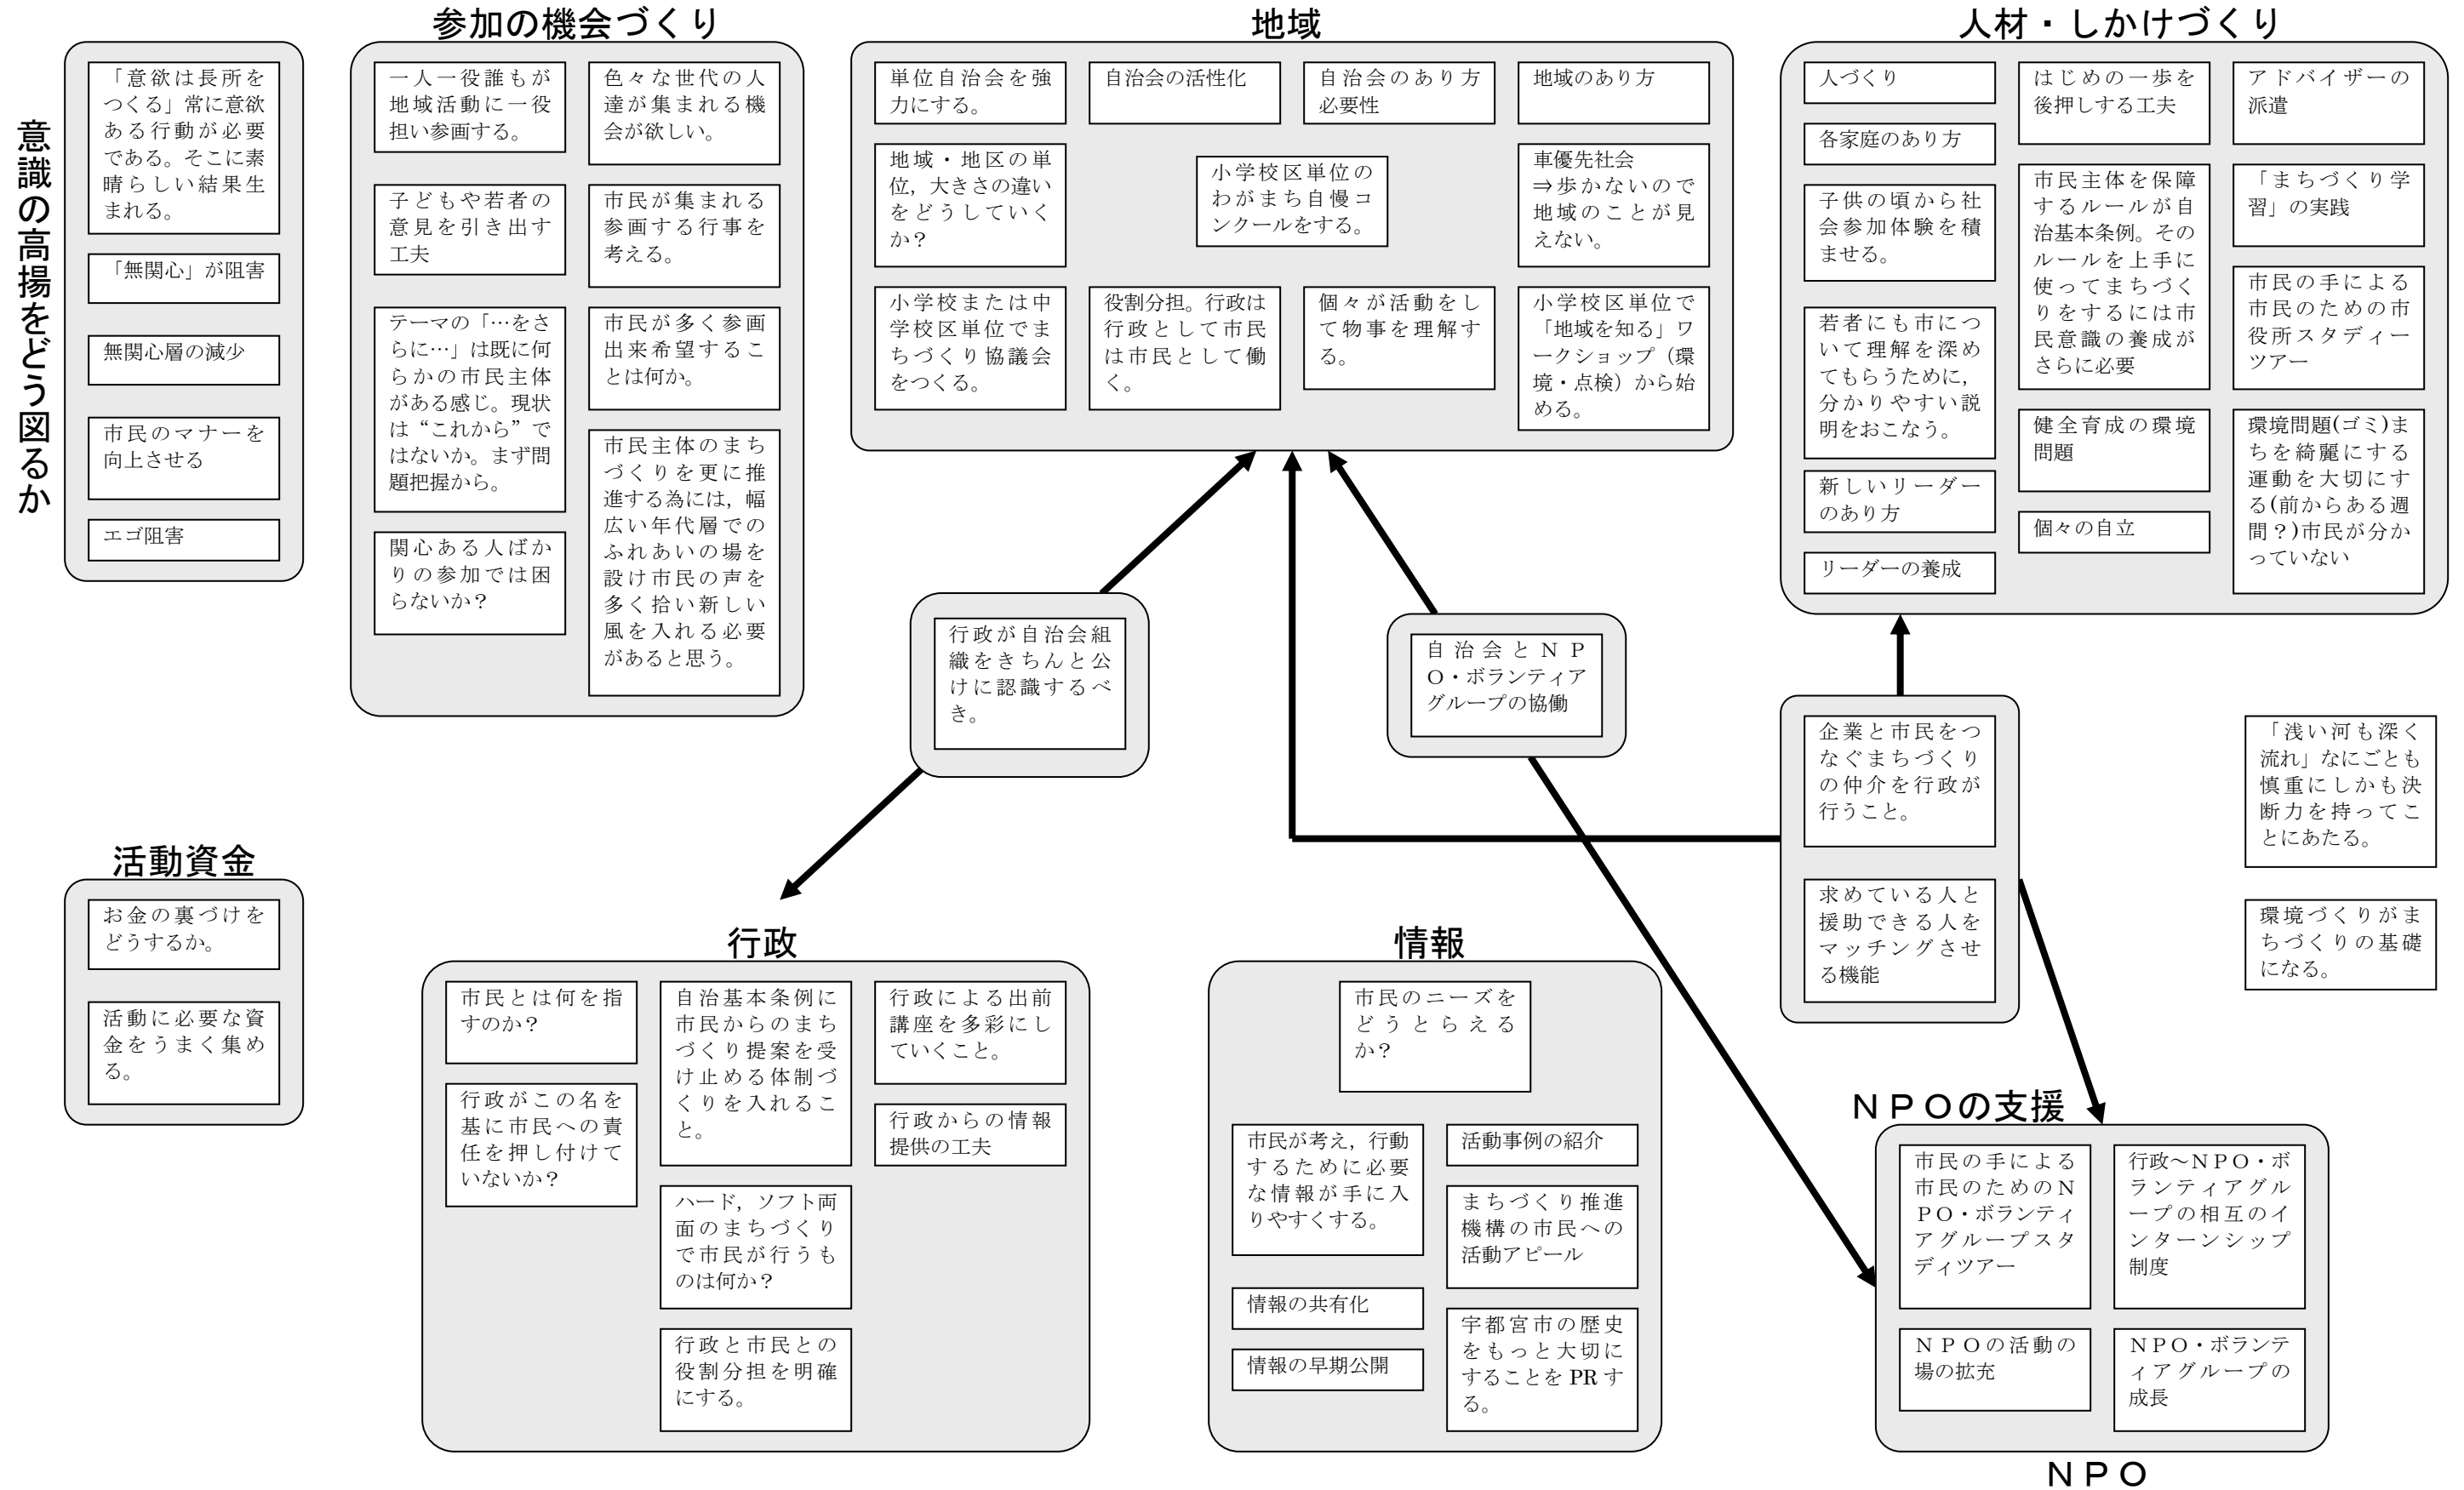 意識の高揚をどう図るか
「意欲は長所を
つくる」常に意欲
ある行動が必要
である。そこに素
晴らしい結果生
まれる。
「無関心」が阻害
無関心層の減少
市民のマナーを
向上させる
エゴ阻害
参加の機会づくり
一人一役誰もが
地域活動に一役
担い参画する。
子どもや若者の
意見を引き出す
工夫
テーマの「…をさ
らに…」は既に何
らかの市民主体
がある感じ。現状
は“これから”で
はないか。まず問
題把握から。
関心ある人ばか
りの参加では困
らないか？
色々な世代の人
達が集まれる機
会が欲しい。
市民が集まれる
参画する行事を
考える。
市民が多く参画
出来希望するこ
とは何か。
市民主体のまち
づくりを更に推
進する為には，幅
広い年代層での
ふれあいの場を
設け市民の声を
多く拾い新しい
風を入れる必要
があると思う。
地域
単位自治会を強
力にする。
自治会の活性化
自治会のあり方
必要性
地域のあり方
地域・地区の単
位，大きさの違い
をどうしていく
か？
小学校区単位の
わがまち自慢コ
ンクールをする。
車優先社会
⇒歩かないので
地域のことが見
えない。
小学校または中
学校区単位でま
ちづくり協議会
をつくる。
役割分担。行政は
行政として市民
は市民として働
く。
個々が活動をし
て物事を理解す
る。
小学校区単位で
「地域を知る」ワ
ークショップ（環
境・点検）から始
める。
人材・しかけづくり
人づくり
各家庭のあり方
子供の頃から社
会参加体験を積
ませる。
若者にも市につ
いて理解を深め
てもらうために，
分かりやすい説
明をおこなう。
新しいリーダー
のあり方
リーダーの養成
はじめの一歩を
後押しする工夫
市民主体を保障
するルールが自
治基本条例。その
ルールを上手に
使ってまちづく
りをするには市
民意識の養成が
さらに必要
健全育成の環境
問題
個々の自立
アドバイザーの
派遣
「まちづくり学
習」の実践
市民の手による
市民のための市
役所スタディー
ツアー
環境問題(ゴミ)ま
ちを綺麗にする
運動を大切にす
る(前からある週
間？)市民が分か
っていない
行政が自治会組
織をきちんと公
けに認識するべ
き。
自治会とＮＰ
Ｏ・ボランティア
グループの協働
企業と市民をつ
なぐまちづくり
の仲介を行政が
行うこと。
求めている人と
援助できる人を
マッチングさせ
る機能
「浅い河も深く
流れ」なにごとも
慎重にしかも決
断力を持ってこ
とにあたる。
環境づくりがま
ちづくりの基礎
になる。
活動資金
お金の裏づけを
どうするか。
活動に必要な資
金をうまく集め
る。
行政
市民とは何を指
すのか？
行政がこの名を
基に市民への責
任を押し付けて
いないか？
自治基本条例に
市民からのまち
づくり提案を受
け止める体制づ
くりを入れるこ
と。
ハード，ソフト両
面のまちづくり
で市民が行うも
のは何か？
行政と市民との
役割分担を明確
にする。
行政による出前
講座を多彩にし
ていくこと。
行政からの情報
提供の工夫
情報
市民のニーズを
どうとらえる
か？
市民が考え，行動
するために必要
な情報が手に入
りやすくする。
情報の共有化
情報の早期公開
活動事例の紹介
まちづくり推進
機構の市民への
活動アピール
宇都宮市の歴史
をもっと大切に
することを PR す
る。
ＮＰＯの支援
市民の手による
市民のためのＮ
ＰＯ・ボランティ
アグループスタ
ディツアー
ＮＰＯの活動の
場の拡充
行政～ＮＰＯ・ボ
ランティアグル
ープの相互のイ
ンターンシップ
制度
ＮＰＯ・ボランテ
ィアグループの
成長
ＮＰＯ